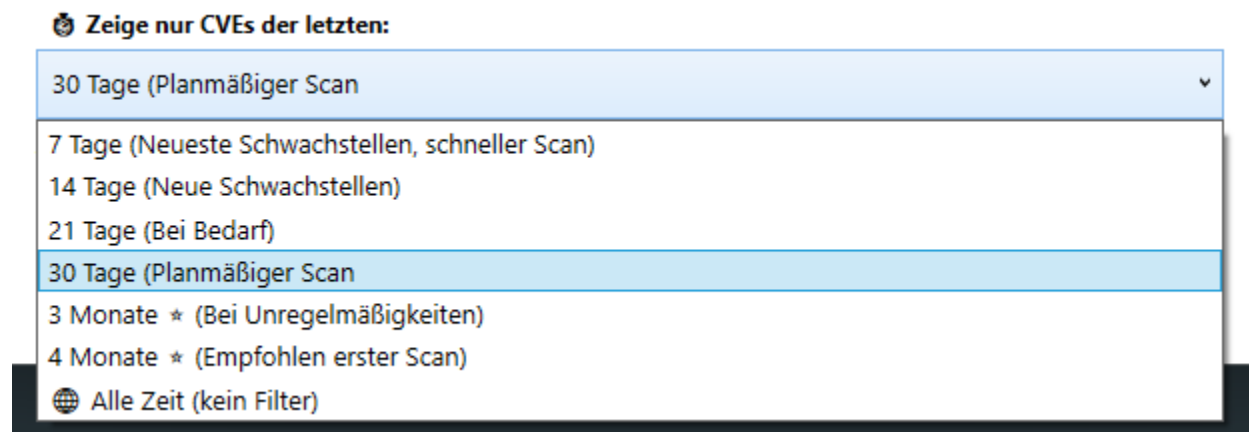 ⏱ Zeige nur CVEs der letzten:
30 Tage (Planmäßiger Scan
7 Tage (Neueste Schwachstellen, schneller Scan)
14 Tage (Neue Schwachstellen)
21 Tage (Bei Bedarf)
30 Tage (Planmäßiger Scan
3 Monate ⭐ (Bei Unregelmäßigkeiten)
4 Monate ⭐ (Empfohlen erster Scan)
🌐 Alle Zeit (kein Filter)